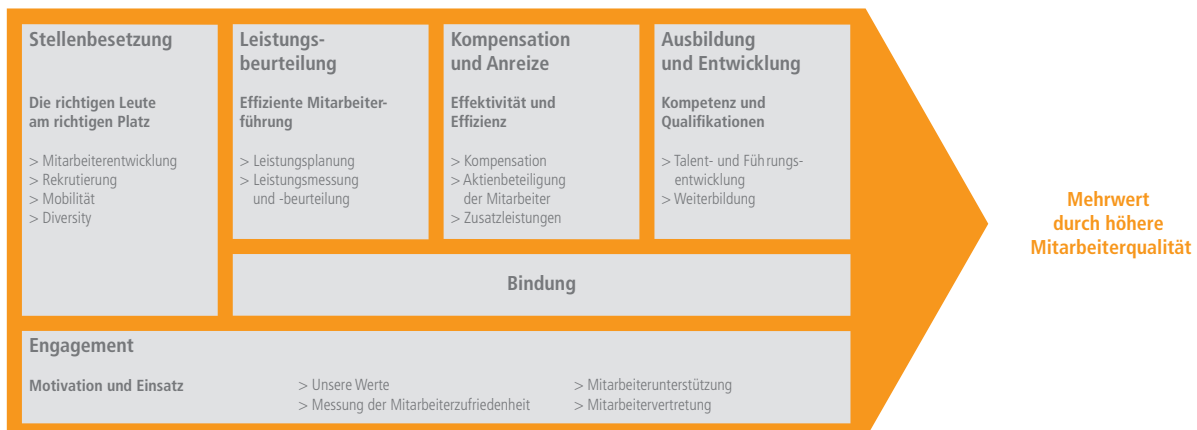 Stellenbesetzung
Die richtigen Leute
am richtigen Platz
> Mitarbeiterentwicklung
> Rekrutierung
> Mobilität
> Diversity
Leistungs-
beurteilung
Effiziente Mitarbeiter-
führung
> Leistungsplanung
> Leistungsmessung
und -beurteilung
Kompensation
und Anreize
Effektivität und
Effizienz
> Kompensation
> Aktienbeteiligung
der Mitarbeiter
> Zusatzleistungen
Ausbildung
und Entwicklung
Kompetenz und
Qualifikationen
> Talent- und Führungs-
entwicklung
> Weiterbildung
Bindung
Engagement
Motivation und Einsatz
> Unsere Werte
> Messung der Mitarbeiterzufriedenheit
> Mitarbeiterunterstützung
> Mitarbeitervertretung
Mehrwert
durch höhere
Mitarbeiterqualität